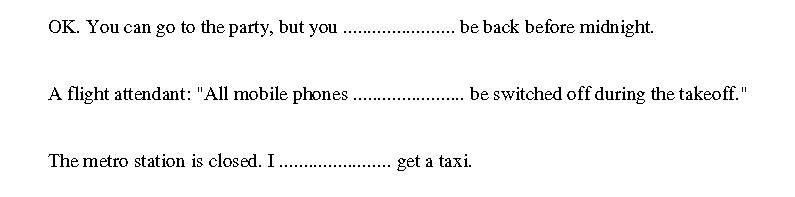 OK. You can go to the party, but you ....................... be back before midnight.
A flight attendant: "All mobile phones ....................... be switched off during the takeoff."
The metro station is closed. I ....................... get a taxi.